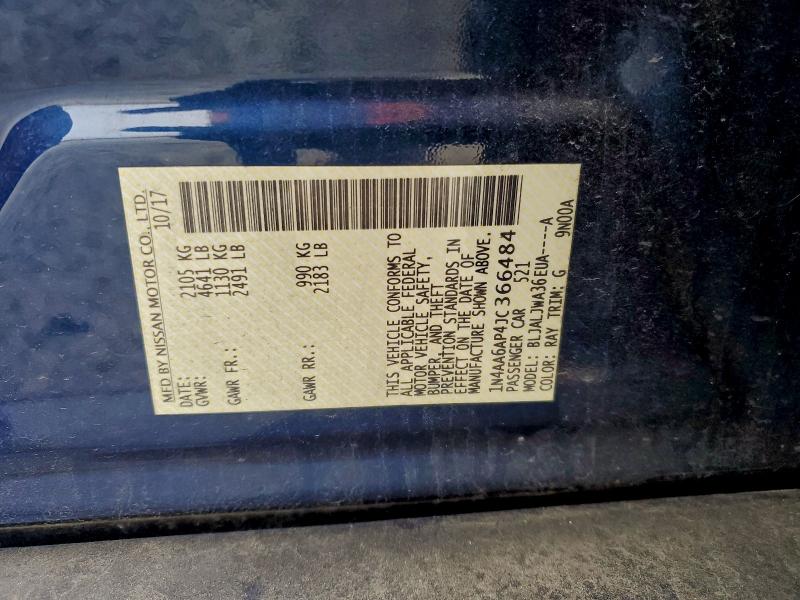 MFD BY NISSAN MOTOR CO., LTD.
DATE: 10/17
GVWR: 2105 KG
4641 LB
GAWR FR.: 1130 KG
2491 LB
GAWR RR.: 990 KG
2183 LB
THIS VEHICLE CONFORMS TO
ALL APPLICABLE FEDERAL
MOTOR VEHICLE SAFETY,
BUMPER, AND THEFT
PREVENTION STANDARDS IN
EFFECT ON THE DATE OF
MANUFACTURE SHOWN ABOVE.
1N4AA6AP4JC366484
PASSENGER CAR 521
MODEL: BLJALJWA36EUA----A
COLOR: RAY TRIM: G 9N00A